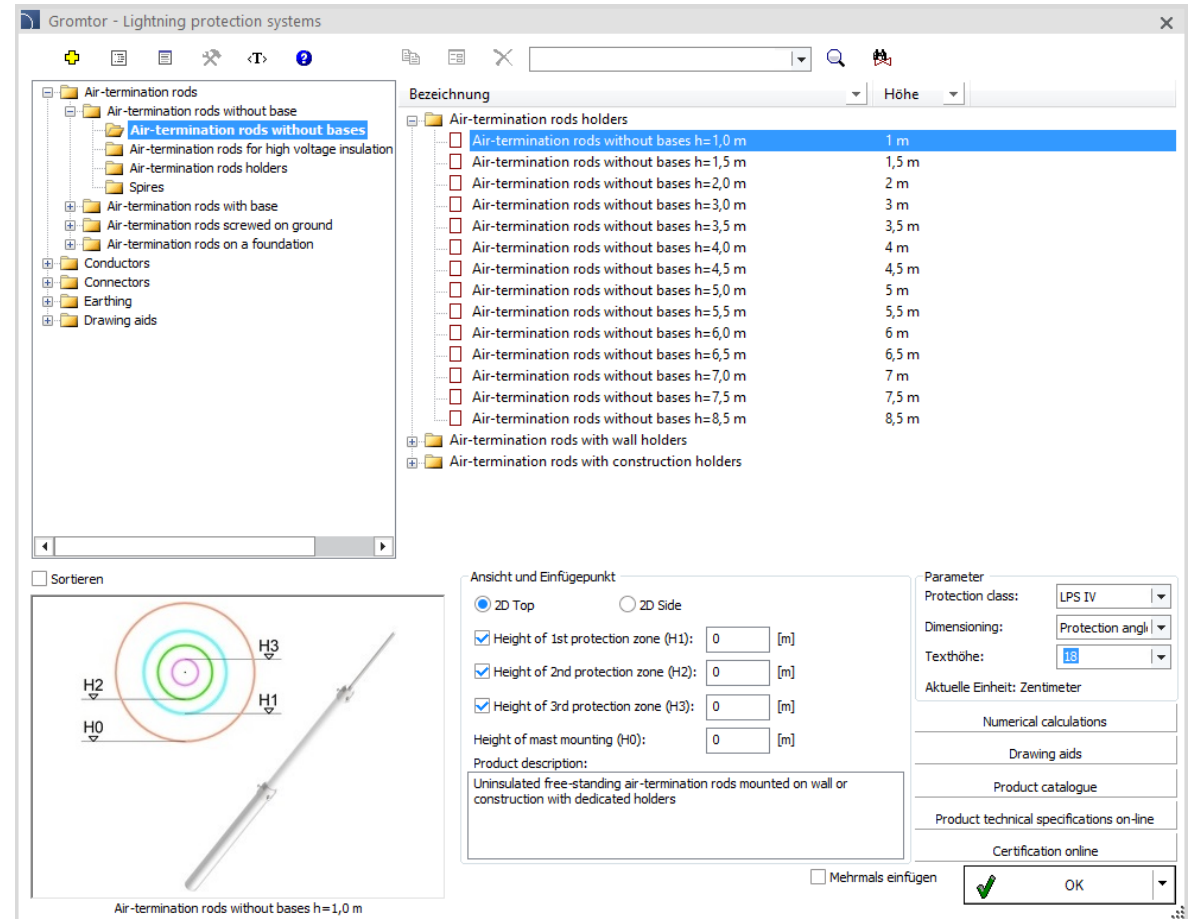 Gromtor - Lightning protection systems
<T>
?
Air-termination rods
Air-termination rods without base
Air-termination rods without bases
Air-termination rods for high voltage insulation
Air-termination rods holders
Spires
Air-termination rods with base
Air-termination rods screwed on ground
Air-termination rods on a foundation
Conductors
Connectors
Earthing
Drawing aids
Bezeichnung Höhe
Air-termination rods holders
Air-termination rods without bases h=1,0 m 1 m
Air-termination rods without bases h=1,5 m 1,5 m
Air-termination rods without bases h=2,0 m 2 m
Air-termination rods without bases h=3,0 m 3 m
Air-termination rods without bases h=3,5 m 3,5 m
Air-termination rods without bases h=4,0 m 4 m
Air-termination rods without bases h=4,5 m 4,5 m
Air-termination rods without bases h=5,0 m 5 m
Air-termination rods without bases h=5,5 m 5,5 m
Air-termination rods without bases h=6,0 m 6 m
Air-termination rods without bases h=6,5 m 6,5 m
Air-termination rods without bases h=7,0 m 7 m
Air-termination rods without bases h=7,5 m 7,5 m
Air-termination rods without bases h=8,5 m 8,5 m
Air-termination rods with wall holders
Air-termination rods with construction holders
Sortieren
H3
H2
H1
H0
Air-termination rods without bases h=1,0 m
Ansicht und Einfügepunkt
2D Top 2D Side
Height of 1st protection zone (H1): 0 [m]
Height of 2nd protection zone (H2): 0 [m]
Height of 3rd protection zone (H3): 0 [m]
Height of mast mounting (H0): 0 [m]
Product description:
Uninsulated free-standing air-termination rods mounted on wall or
construction with dedicated holders
Parameter
Protection class: LPS IV
Dimensioning: Protection angl
Texthöhe: 18
Aktuelle Einheit: Zentimeter
Numerical calculations
Drawing aids
Product catalogue
Product technical specifications on-line
Certification online
Mehrmals einfügen
OK